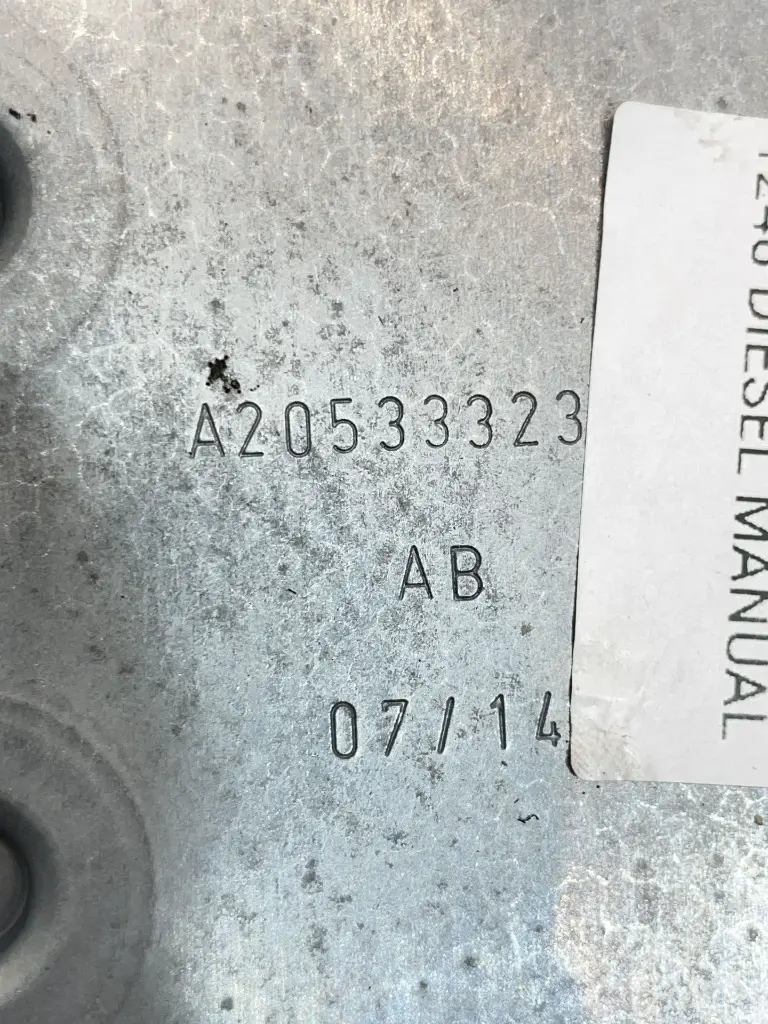 A20533323
AB
07/14
DIESEL MANUAL